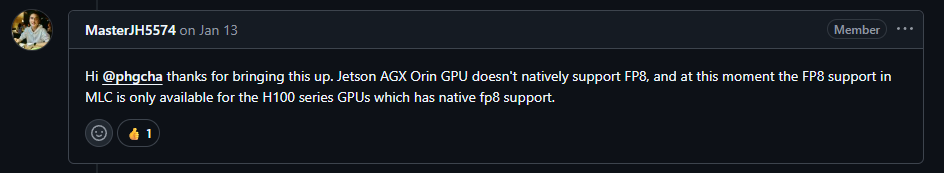 MasterJH5574 on Jan 13
Member
Hi @phgcha thanks for bringing this up. Jetson AGX Orin GPU doesn't natively support FP8, and at this moment the FP8 support in
MLC is only available for the H100 series GPUs which has native fp8 support.
👍 1